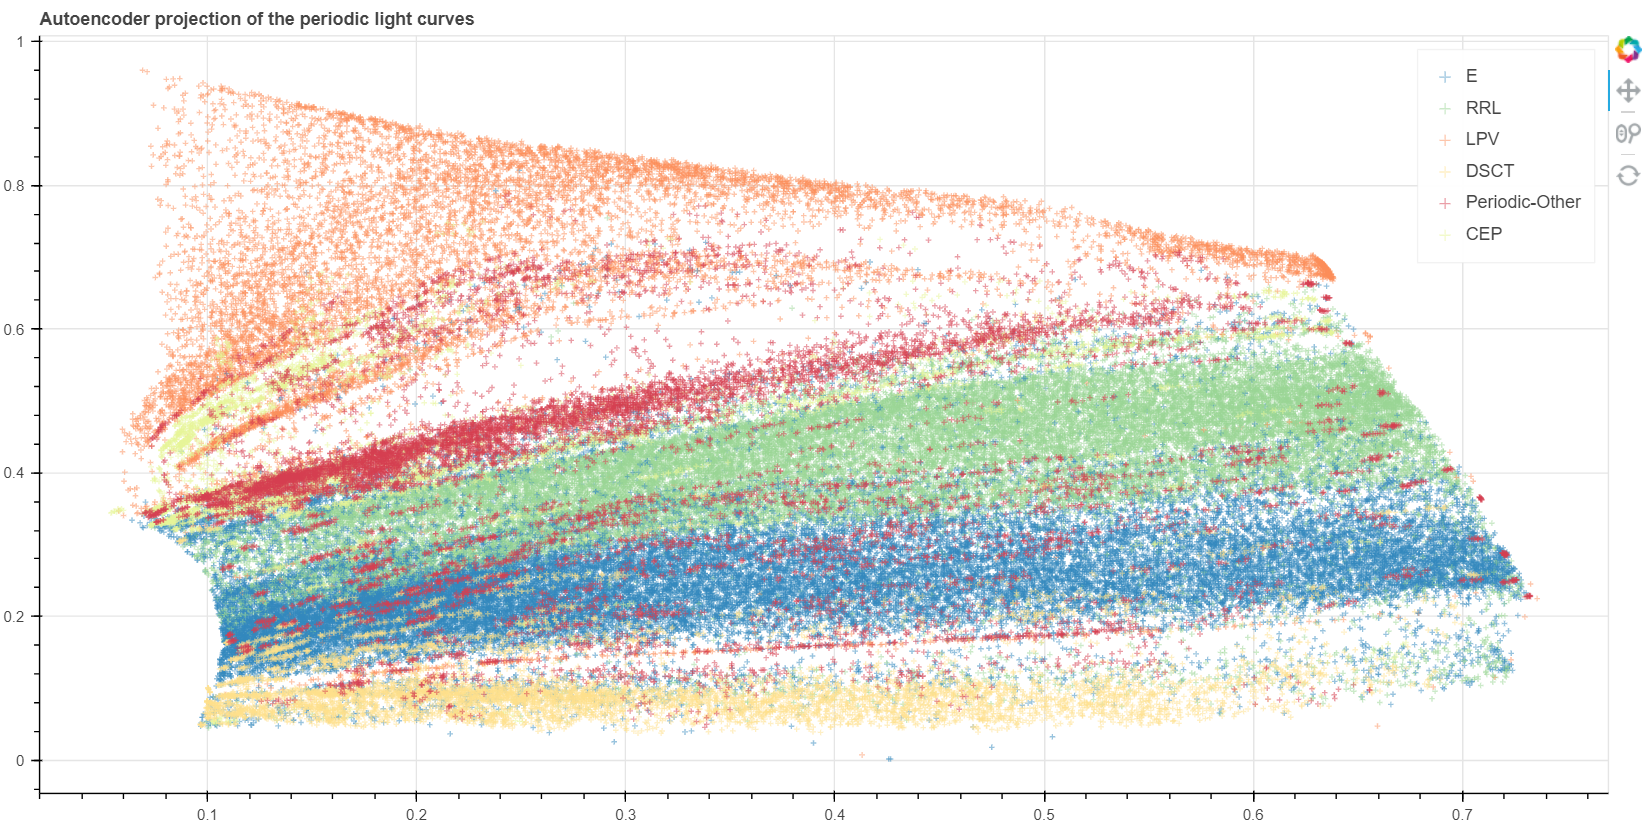 Autoencoder projection of the periodic light curves
1
0.8
0.6
0.4
0.2
0
0.1 0.2 0.3 0.4 0.5 0.6 0.7
E
RRL
LPV
DSCT
Periodic-Other
CEP